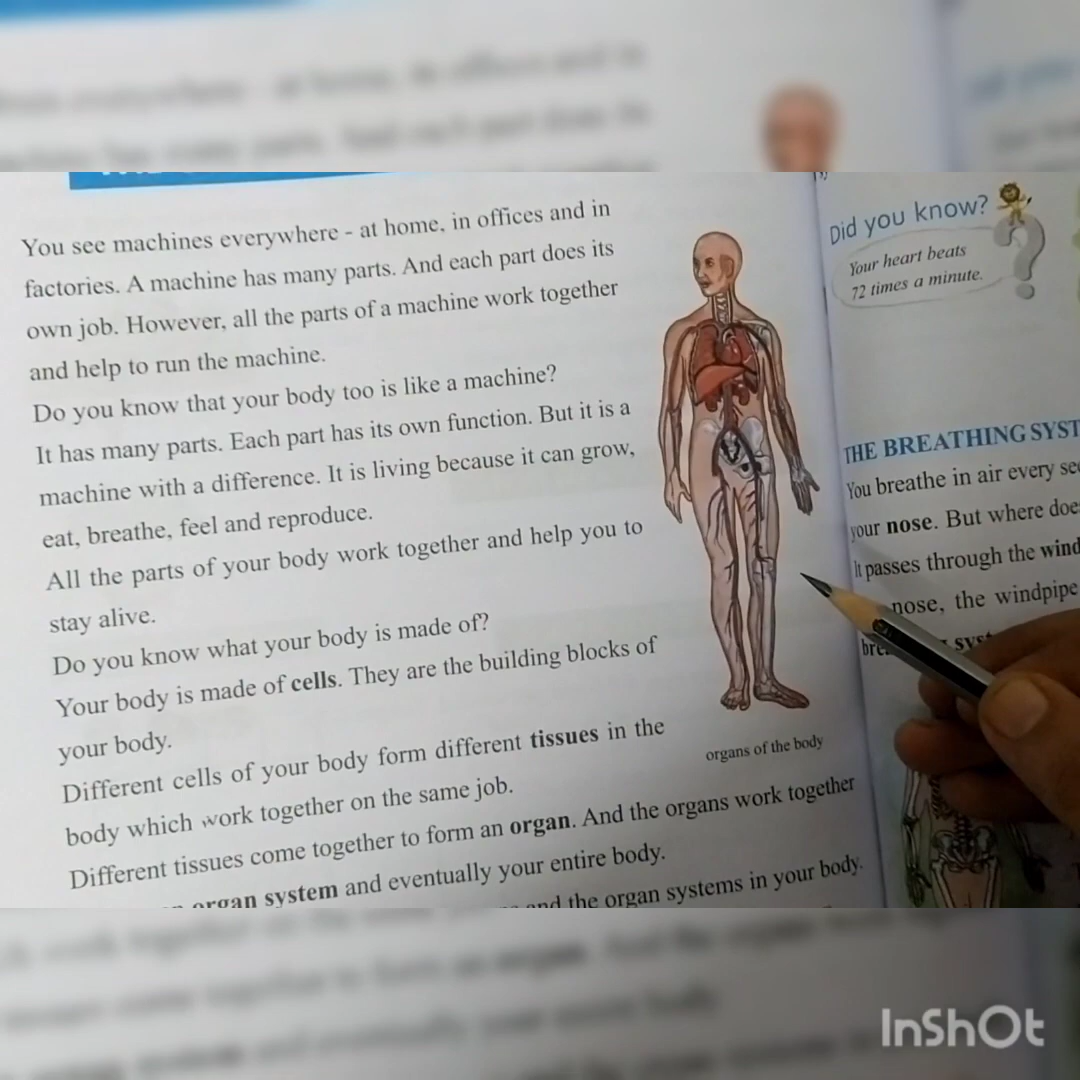 You see machines everywhere - at home, in offices and in
factories. A machine has many parts. And each part does its
own job. However, all the parts of a machine work together
and help to run the machine.
Do you know that your body too is like a machine?
It has many parts. Each part has its own function. But it is a
machine with a difference. It is living because it can grow,
eat, breathe, feel and reproduce.
All the parts of your body work together and help you to
stay alive.
Do you know what your body is made of?
Your body is made of cells. They are the building blocks of
your body.
Different cells of your body form different tissues in the
body which work together on the same job.
Different tissues come together to form an organ. And the organs work together
organ system and eventually your entire body.
and the organ systems in your body.
organs of the body
Did you know?
Your heart beats
72 times a minute.
THE BREATHING
You breathe in air every
your nose. But where
It passes through the
nose, the windpipe
InShOt